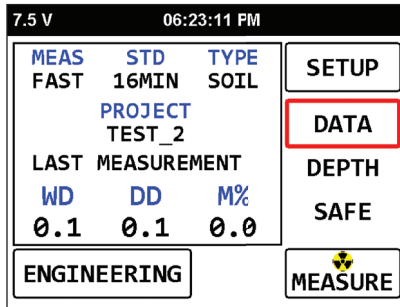 7.5 V 06:23:11 PM
MEAS STD TYPE
FAST 16MIN SOIL
PROJECT
TEST_2
LAST MEASUREMENT
WD DD M%
0.1 0.1 0.0
SETUP
DATA
DEPTH
SAFE
ENGINEERING
MEASURE